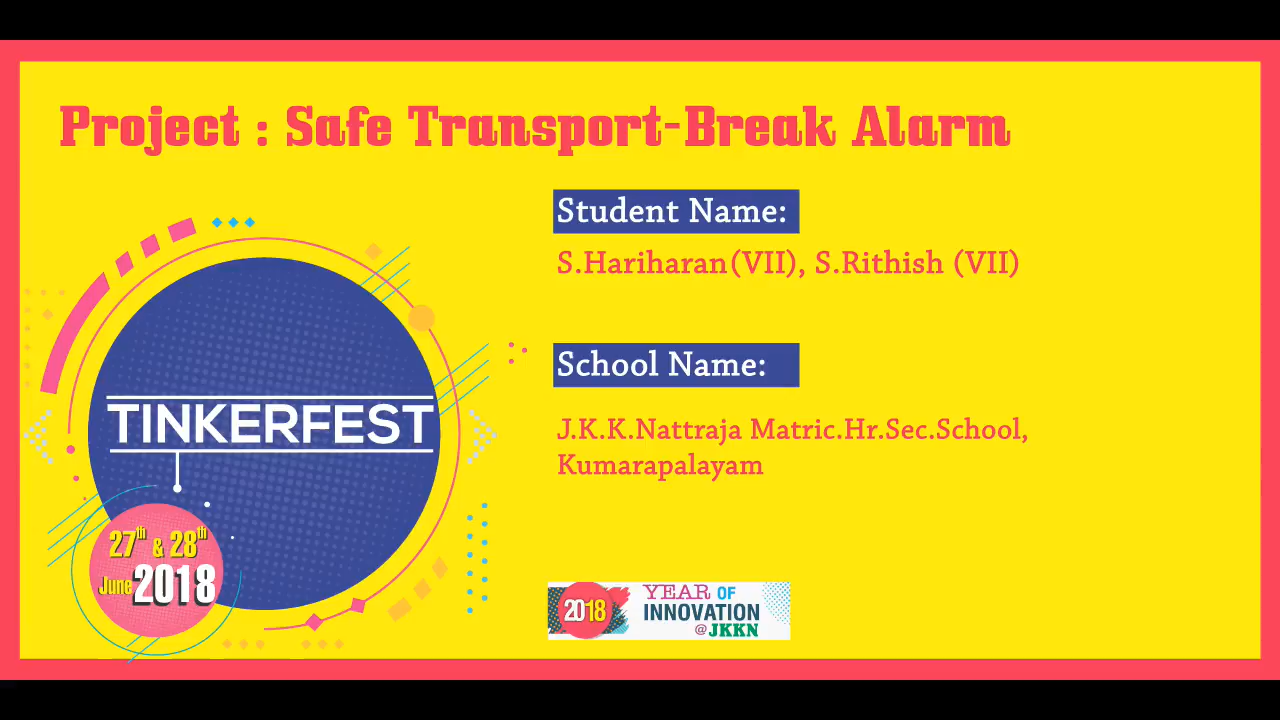 Project : Safe Transport-Break Alarm
Student Name:
S.Hariharan(VII), S.Rithish (VII)
School Name:
J.K.K.Nattraja Matric.Hr.Sec.School,
Kumarapalayam
TINKERFEST
27th & 28th
June 2018
2018 YEAR OF
INNOVATION
@JKKN